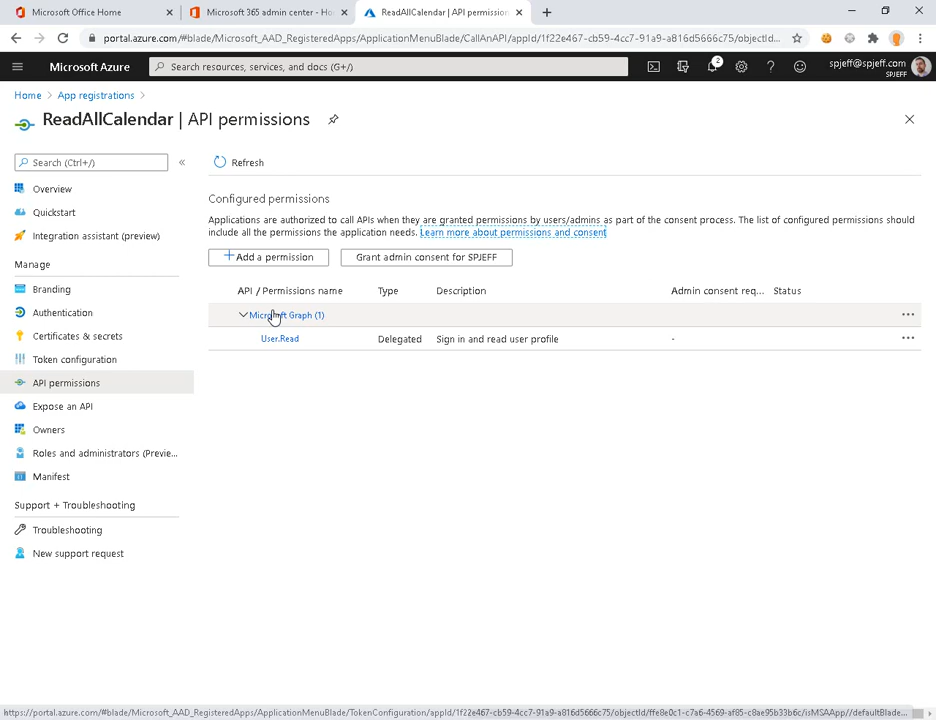 Microsoft Office Home
Microsoft 365 admin center - Ho
ReadAllCalendar | API permission
portal.azure.com/#blade/Microsoft_AAD_RegisteredApps/ApplicationMenuBlade/CallAnAPI/appId/1f22e467-cb59-4cc7-91a9-a816d5666c75/objectId...
Microsoft Azure
Search resources, services, and docs (G+/)
2
spjeff@spjeff.com
SPJEFF
Home > App registrations >
ReadAllCalendar | API permissions
Search (Ctrl+/)
Refresh
Overview
Quickstart
Integration assistant (preview)
Manage
Branding
Authentication
Certificates & secrets
Token configuration
API permissions
Expose an API
Owners
Roles and administrators (Previe...
Manifest
Support + Troubleshooting
Troubleshooting
New support request
Configured permissions
Applications are authorized to call APIs when they are granted permissions by users/admins as part of the consent process. The list of configured permissions should
include all the permissions the application needs. Learn more about permissions and consent
+ Add a permission
Grant admin consent for SPJEFF
API / Permissions name Type Description Admin consent req... Status
Microsoft Graph (1) ...
User.Read Delegated Sign in and read user profile - ...
https://portal.azure.com/#blade/Microsoft_AAD_RegisteredApps/ApplicationMenuBlade/TokenConfiguration/appId/1f22e467-cb59-4cc7-91a9-a816d5666c75/objectId/ffe8e0c1-c7a6-4569-af85-c8ae95b33b6c/isMSAApp//defaultBlade...